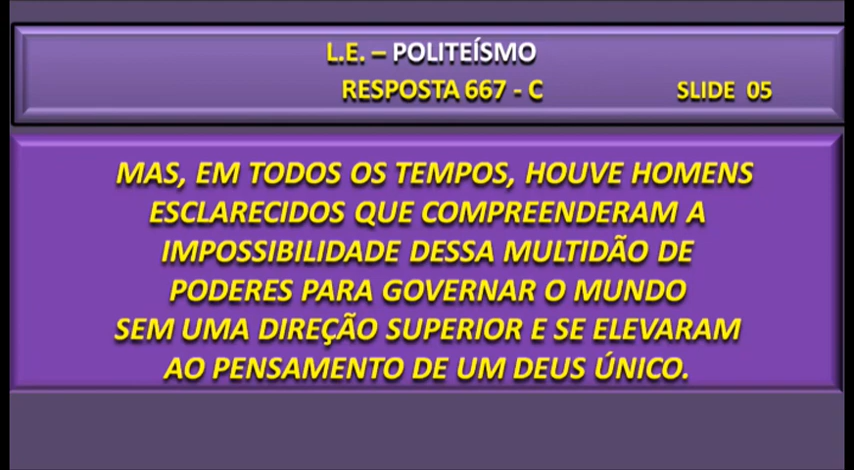 L.E. – POLITEÍSMO
RESPOSTA 667 - C SLIDE 05
MAS, EM TODOS OS TEMPOS, HOUVE HOMENS
ESCLARECIDOS QUE COMPREENDERAM A
IMPOSSIBILIDADE DESSA MULTIDÃO DE
PODERES PARA GOVERNAR O MUNDO
SEM UMA DIREÇÃO SUPERIOR E SE ELEVARAM
AO PENSAMENTO DE UM DEUS ÚNICO.